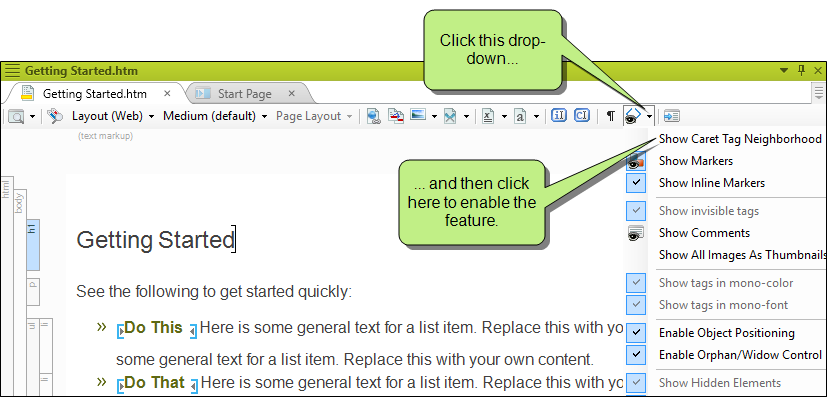 Click this drop-
down...
Getting Started.htm
Getting Started.htm
Start Page
Layout (Web)
Medium (default)
Page Layout
(text markup)
Show Caret Tag Neighborhood
Show Markers
Show Inline Markers
Show invisible tags
Show Comments
Show All Images As Thumbnails
Show tags in mono-color
Show tags in mono-font
Enable Object Positioning
Enable Orphan/Widow Control
Show Hidden Elements
... and then click
here to enable the
feature.
html
body
h1
p
ul
li
Getting Started
See the following to get started quickly:
» Do This Here is some general text for a list item. Replace this with yo
some general text for a list item. Replace this with your own content.
» Do That Here is some general text for a list item. Replace this with yo